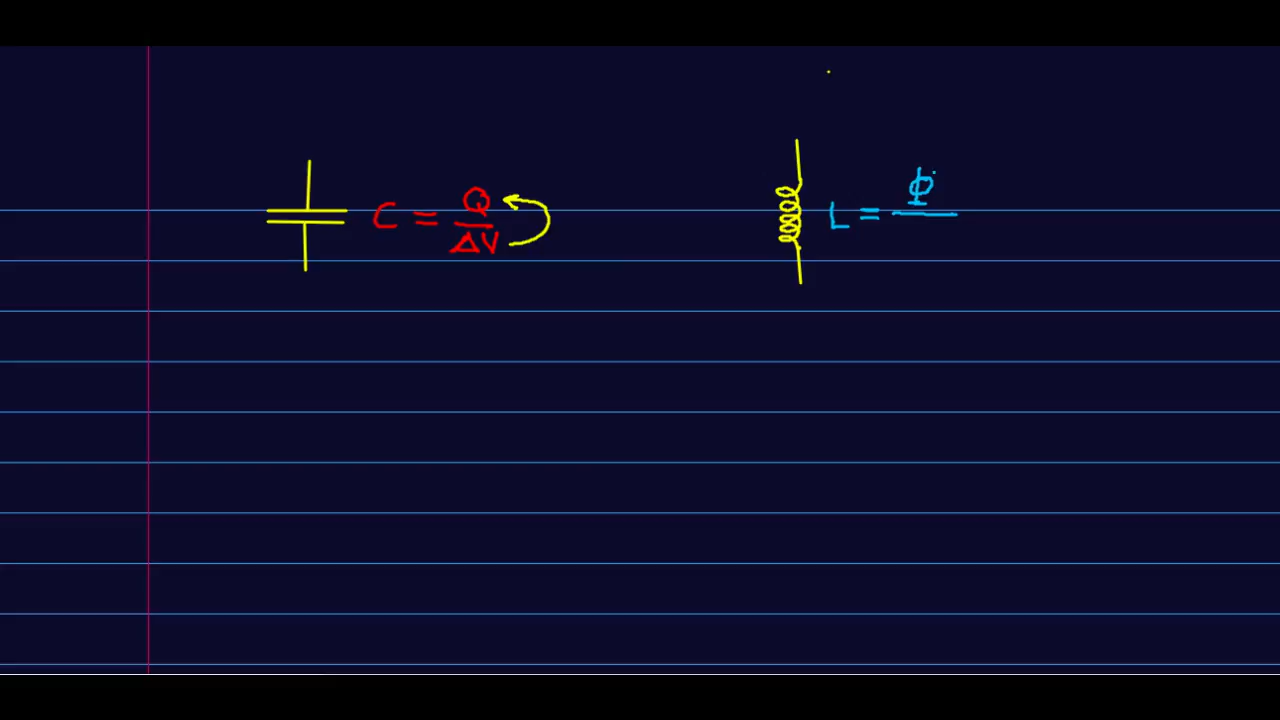 C = Q / ΔV
L = Φ /